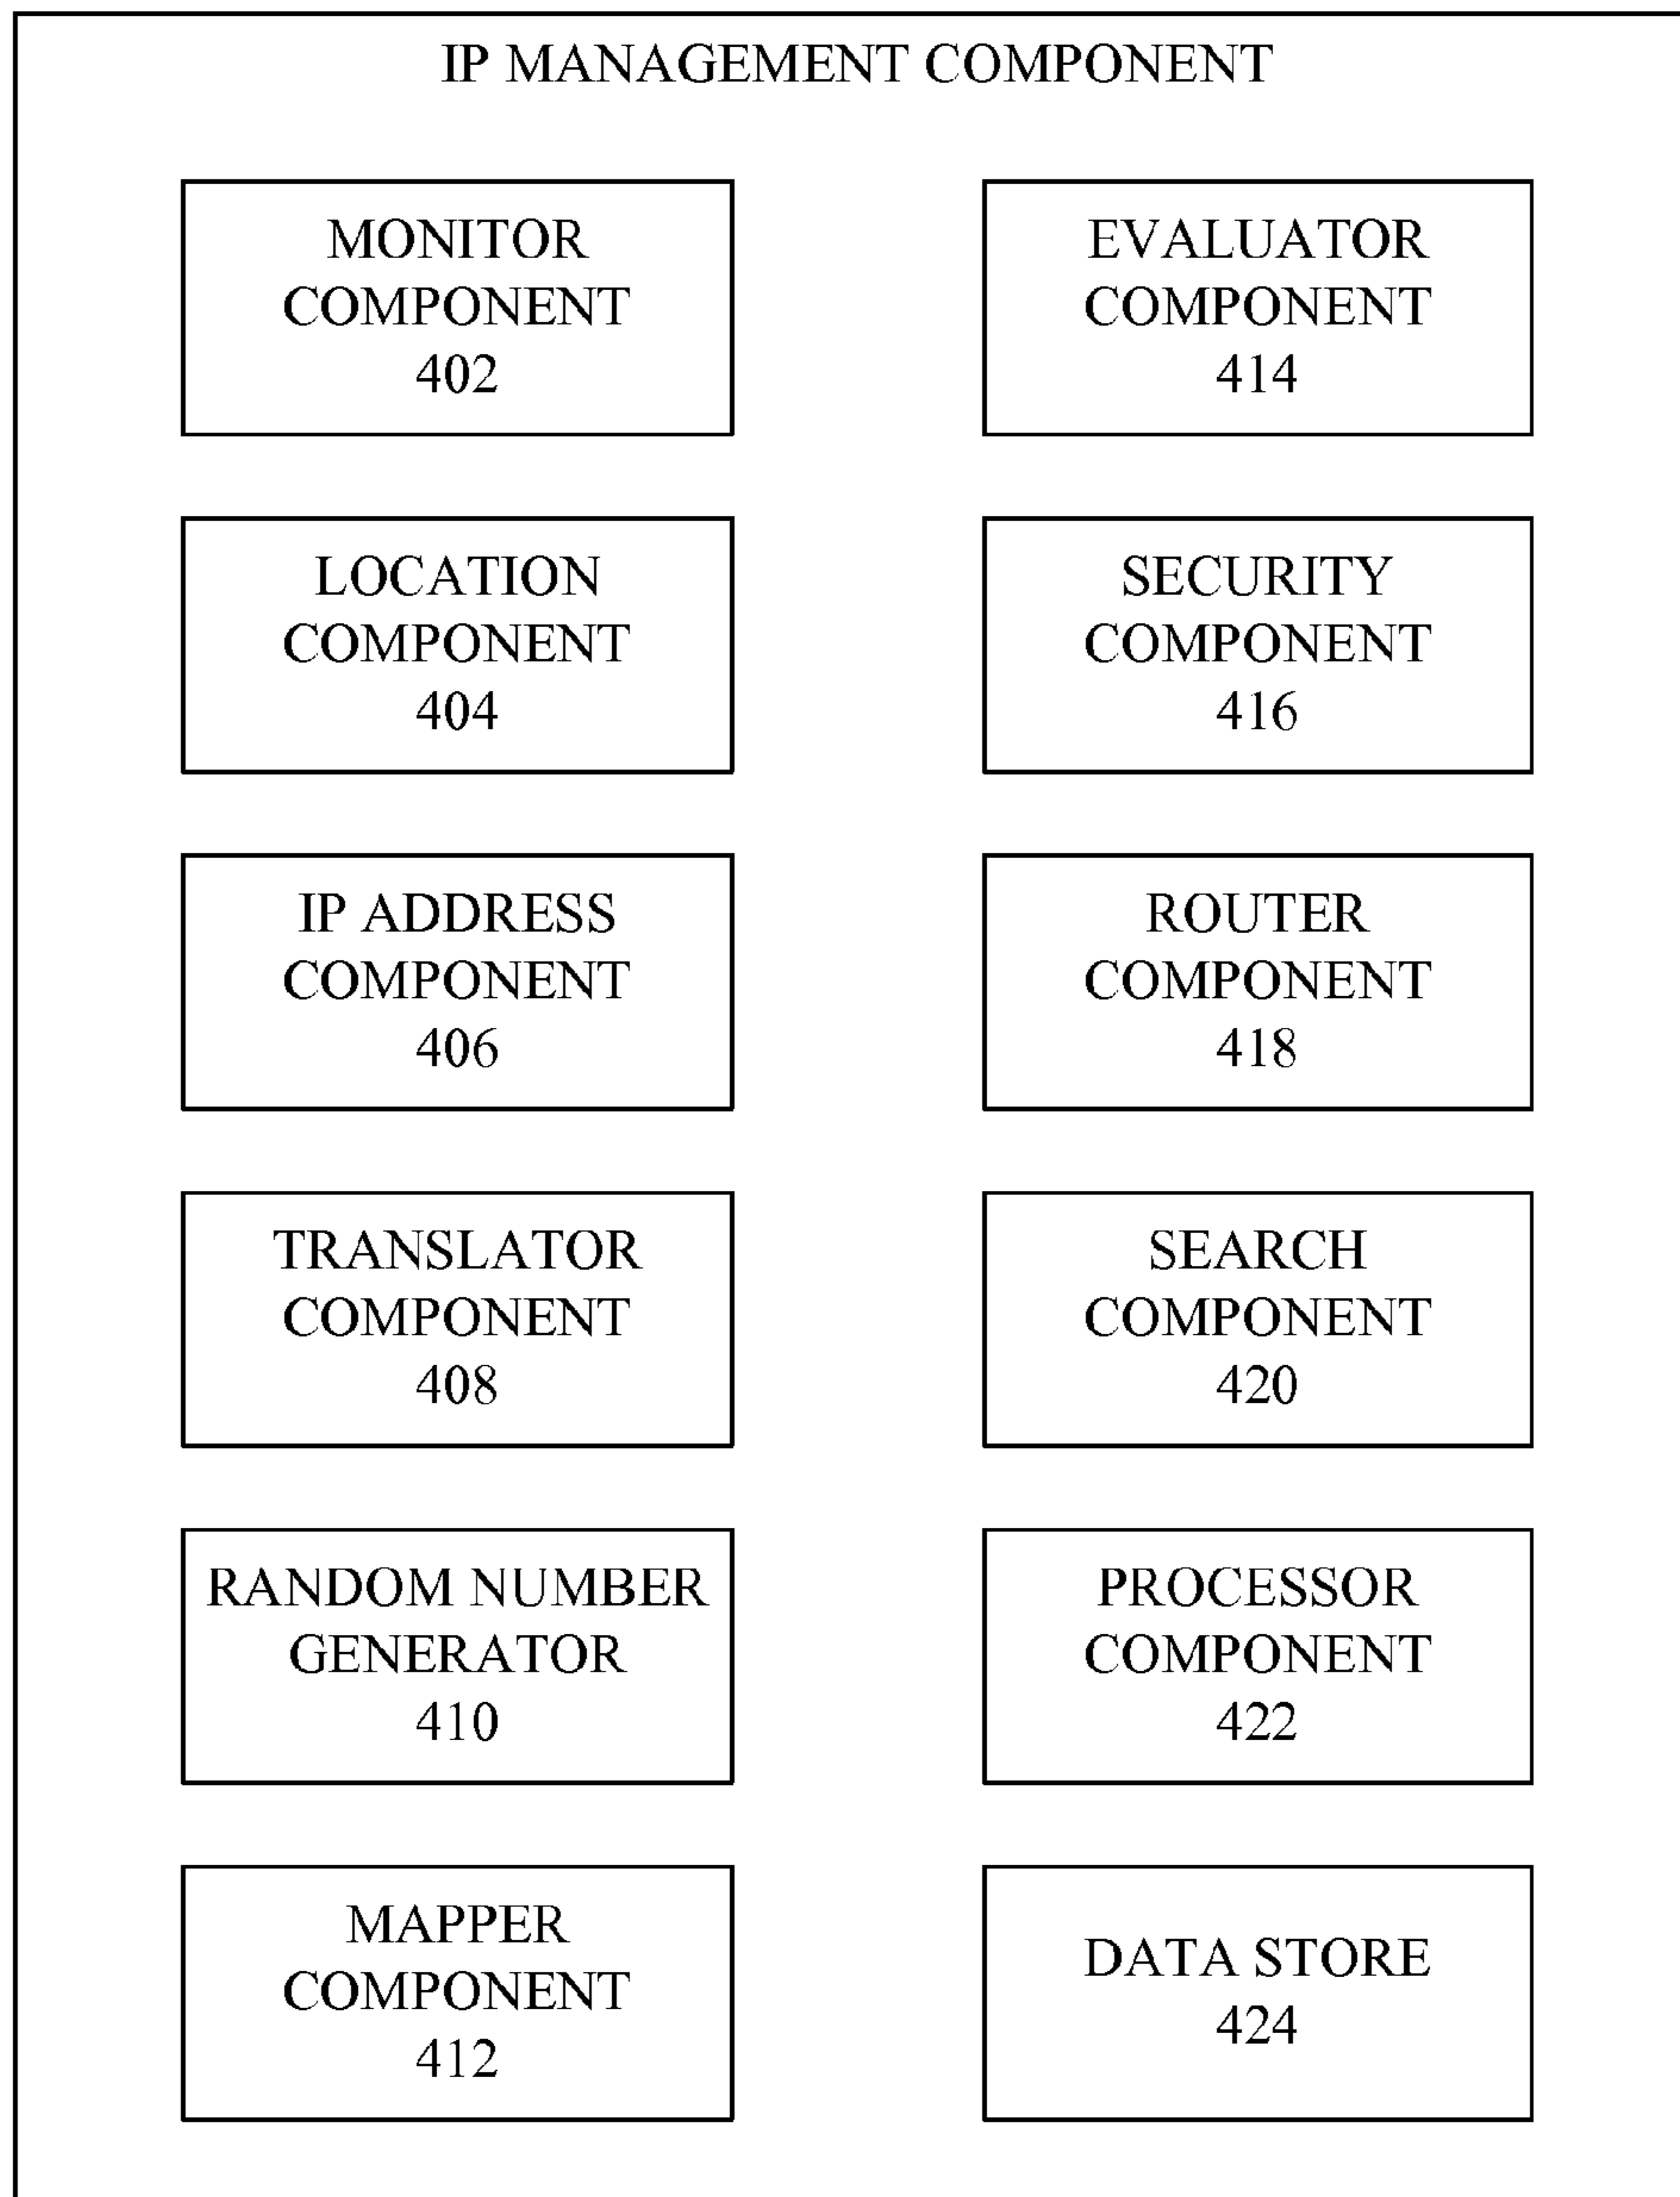 IP MANAGEMENT COMPONENT
MONITOR
COMPONENT
402
LOCATION
COMPONENT
404
IP ADDRESS
COMPONENT
406
TRANSLATOR
COMPONENT
408
RANDOM NUMBER
GENERATOR
410
MAPPER
COMPONENT
412
EVALUATOR
COMPONENT
414
SECURITY
COMPONENT
416
ROUTER
COMPONENT
418
SEARCH
COMPONENT
420
PROCESSOR
COMPONENT
422
DATA STORE
424